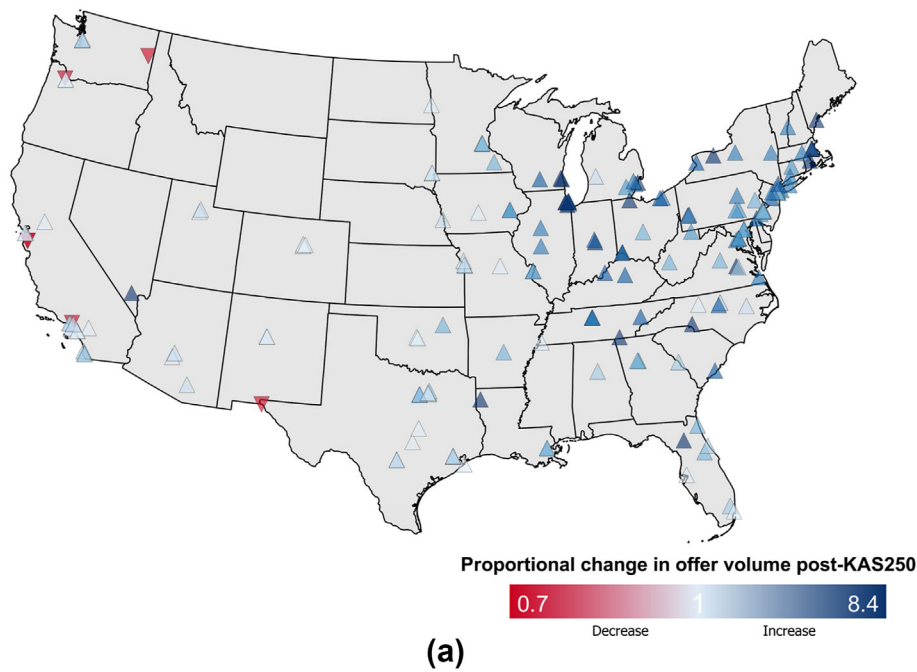 Proportional change in offer volume post-KAS250
0.7 1 8.4
Decrease Increase
(a)